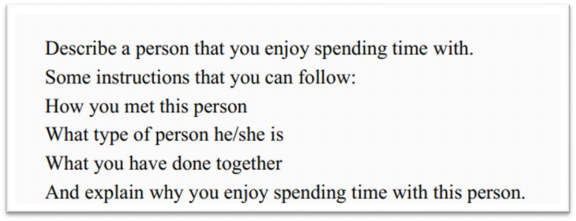 Describe a person that you enjoy spending time with.
Some instructions that you can follow:
How you met this person
What type of person he/she is
What you have done together
And explain why you enjoy spending time with this person.